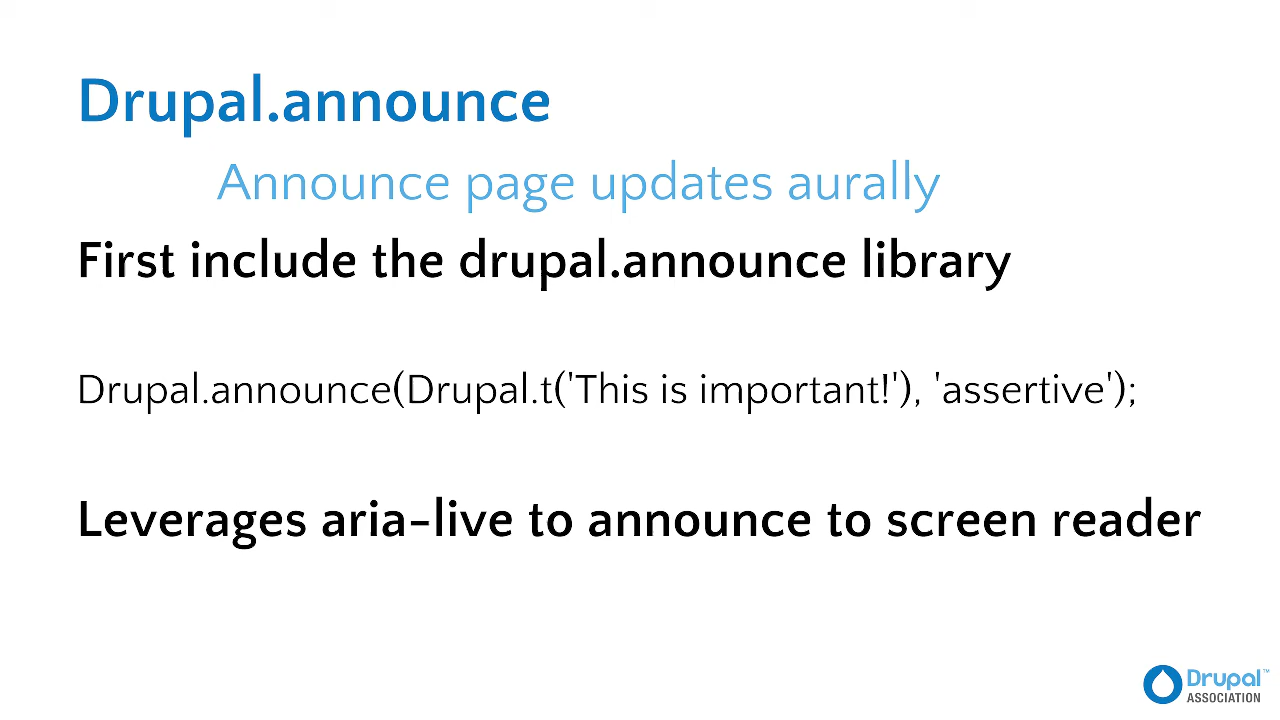 Drupal.announce
Announce page updates aurally
First include the drupal.announce library
Drupal.announce(Drupal.t('This is important!'), 'assertive');
Leverages aria-live to announce to screen reader
Drupal™
ASSOCIATION